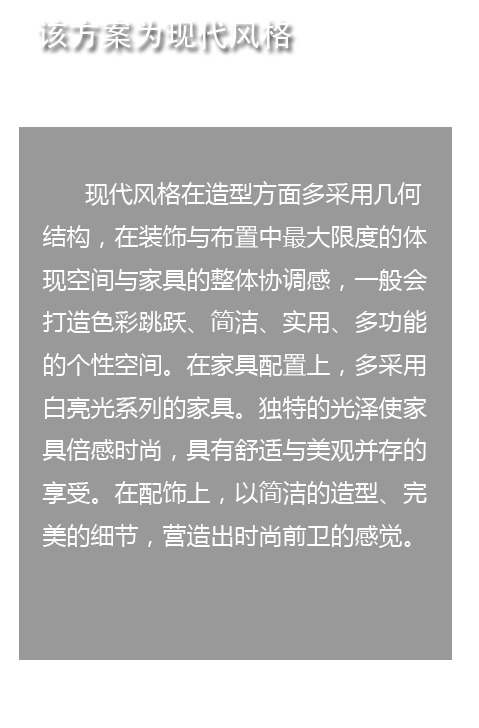 该方案为现代风格
现代风格在造型方面多采用几何
结构，在装饰与布置中最大限度的体
现空间与家具的整体协调感，一般会
打造色彩跳跃、简洁、实用、多功能
的个性空间。在家具配置上，多采用
白亮光系列的家具。独特的光泽使家
具倍感时尚，具有舒适与美观并存的
享受。在配饰上，以简洁的造型、完
美的细节，营造出时尚前卫的感觉。